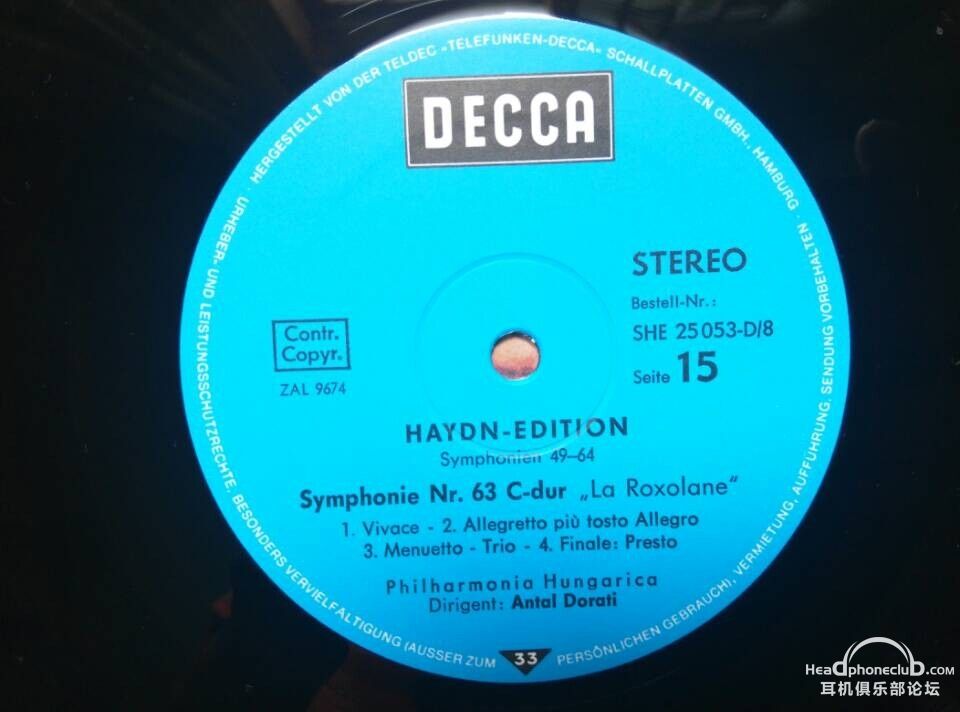 HERGESTELLT VON DER TELDEC »TELEFUNKEN-DECCA« SCHALLPLATTEN GMBH., HAMBURG · URHEBER- UND LEISTUNGSSCHUTZRECHTE, BESONDERS VERVIELFÄLTIGUNG (AUSSER ZUM PERSÖNLICHEN GEBRAUCH), VERMIETUNG, AUFFÜHRUNG, SENDUNG VORBEHALTEN ·
DECCA
STEREO
Bestell-Nr.:
SHE 25 053-D/8
Seite 15
Contr.
Copyr.
ZAL 9674
HAYDN-EDITION
Symphonien 49–64
Symphonie Nr. 63 C-dur „La Roxolane“
1. Vivace - 2. Allegretto più tosto Allegro
3. Menuetto - Trio - 4. Finale: Presto
Philharmonia Hungarica
Dirigent: Antal Dorati
33
HeadphonecluD.com
耳机俱乐部论坛